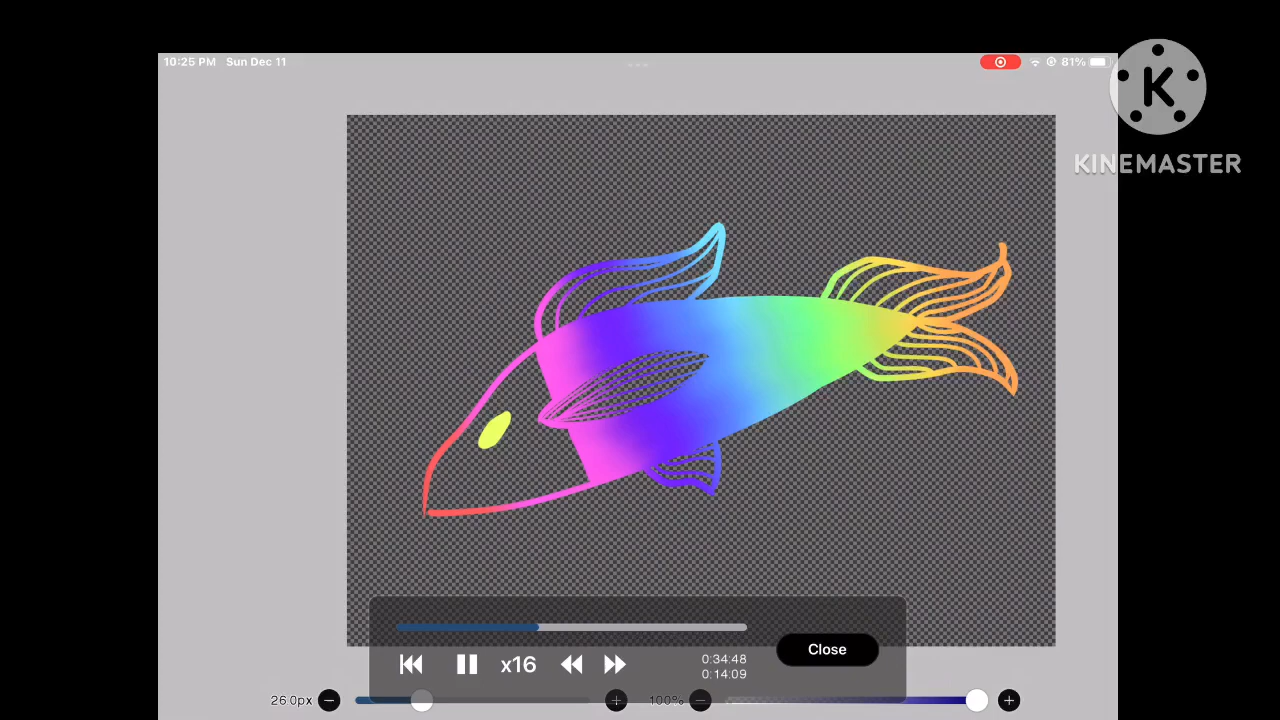 10:25 PM Sun Dec 11
81%
K
KINEMASTER
x16
0:34:48
0:14:09
Close
26.0px
100%